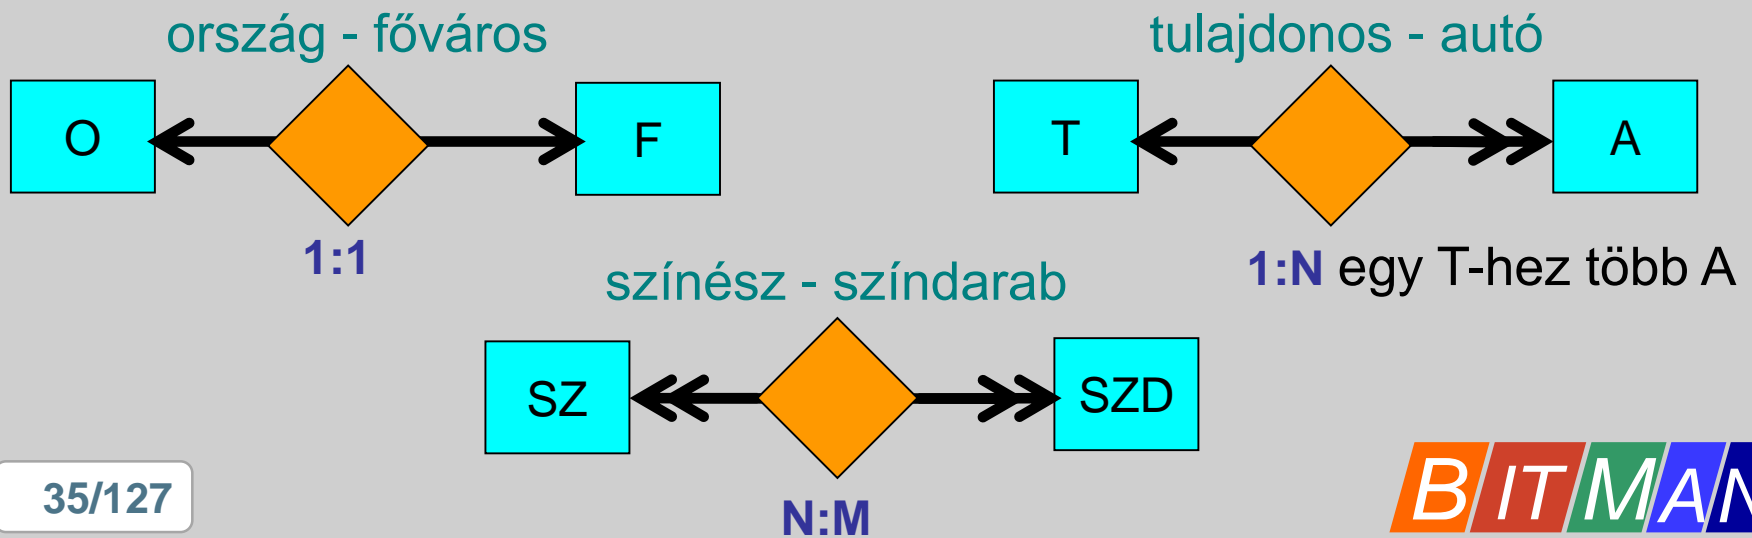 ország - főváros
O
F
1:1
tulajdonos - autó
T
A
1:N egy T-hez több A
színész - színdarab
SZ
SZD
N:M
35/127
BITMAN